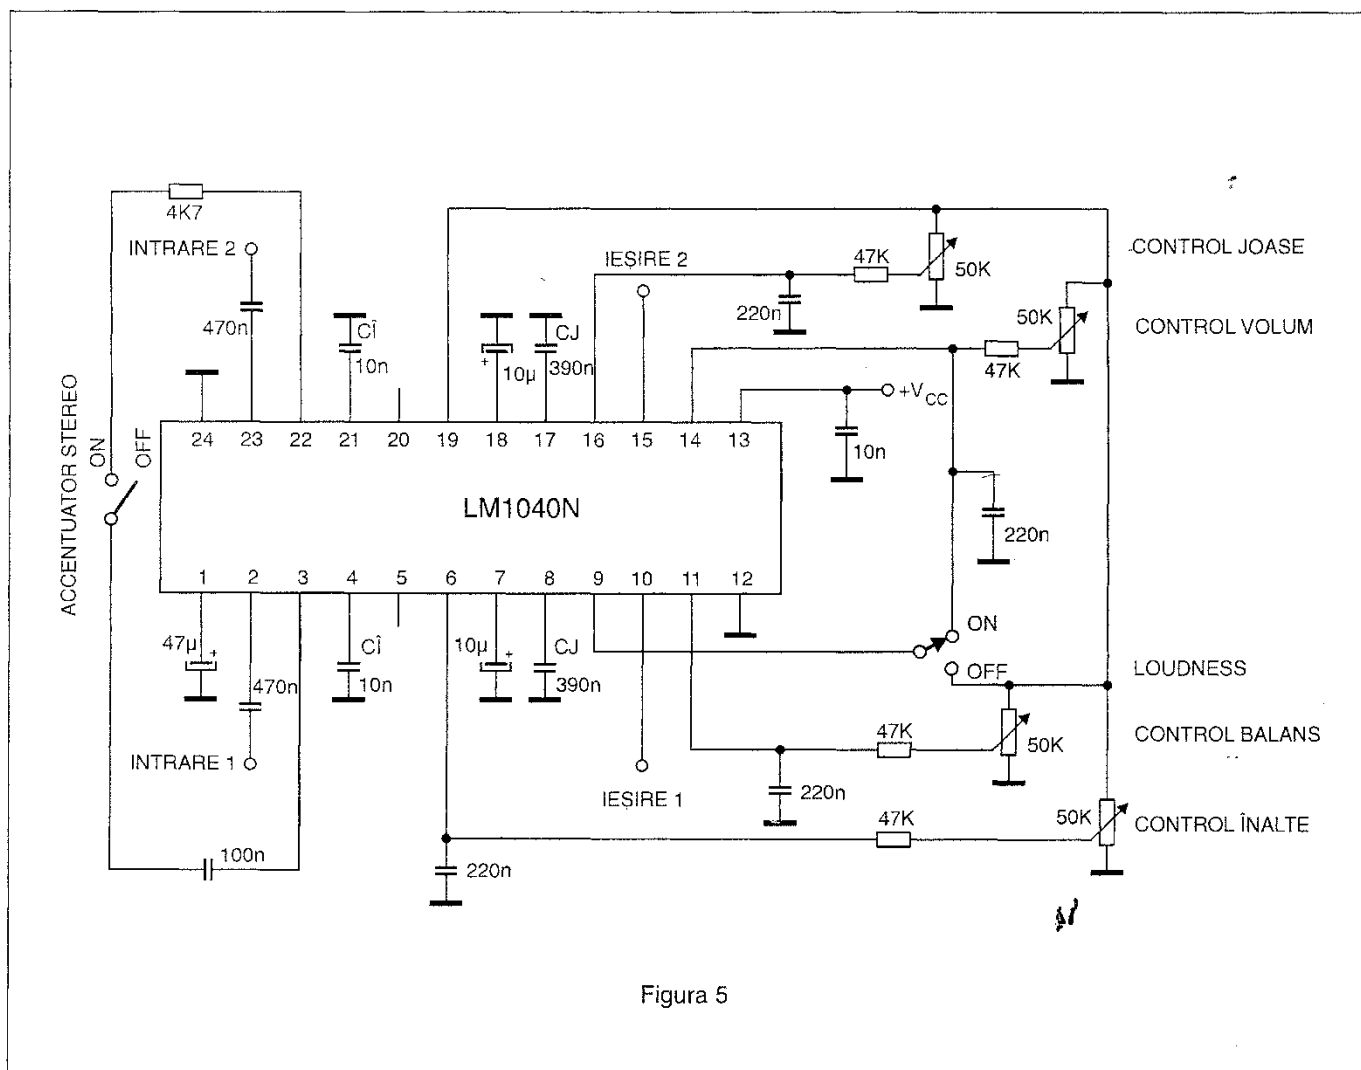 4K7
INTRARE 2
470n
CÎ
10n
10µ
+
CJ
390n
IEȘIRE 2
220n
47K
50K
CONTROL JOASE
50K
CONTROL VOLUM
47K
+VCC
10n
220n
ACCENTUATOR STEREO
ON
OFF
24 23 22 21 20 19 18 17 16 15 14 13
LM1040N
1 2 3 4 5 6 7 8 9 10 11 12
47µ
+
470n
CÎ
10n
10µ
+
CJ
390n
ON
OFF
LOUDNESS
INTRARE 1
IEȘIRE 1
47K
50K
CONTROL BALANS
220n
47K
50K
CONTROL ÎNALTE
100n
220n
Figura 5